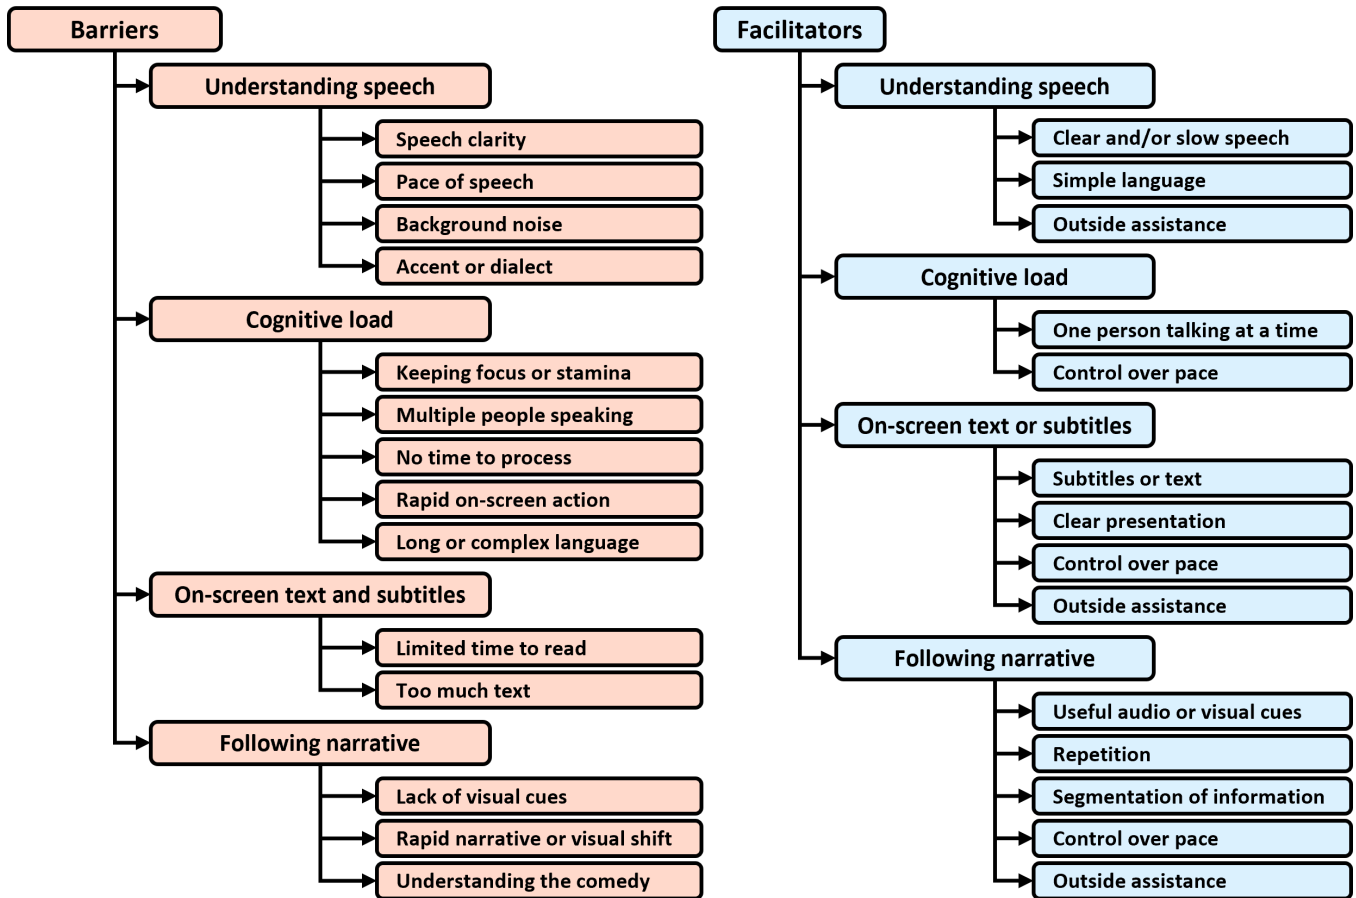 Barriers
Understanding speech
Speech clarity
Pace of speech
Background noise
Accent or dialect
Cognitive load
Keeping focus or stamina
Multiple people speaking
No time to process
Rapid on-screen action
Long or complex language
On-screen text and subtitles
Limited time to read
Too much text
Following narrative
Lack of visual cues
Rapid narrative or visual shift
Understanding the comedy
Facilitators
Understanding speech
Clear and/or slow speech
Simple language
Outside assistance
Cognitive load
One person talking at a time
Control over pace
On-screen text or subtitles
Subtitles or text
Clear presentation
Control over pace
Outside assistance
Following narrative
Useful audio or visual cues
Repetition
Segmentation of information
Control over pace
Outside assistance